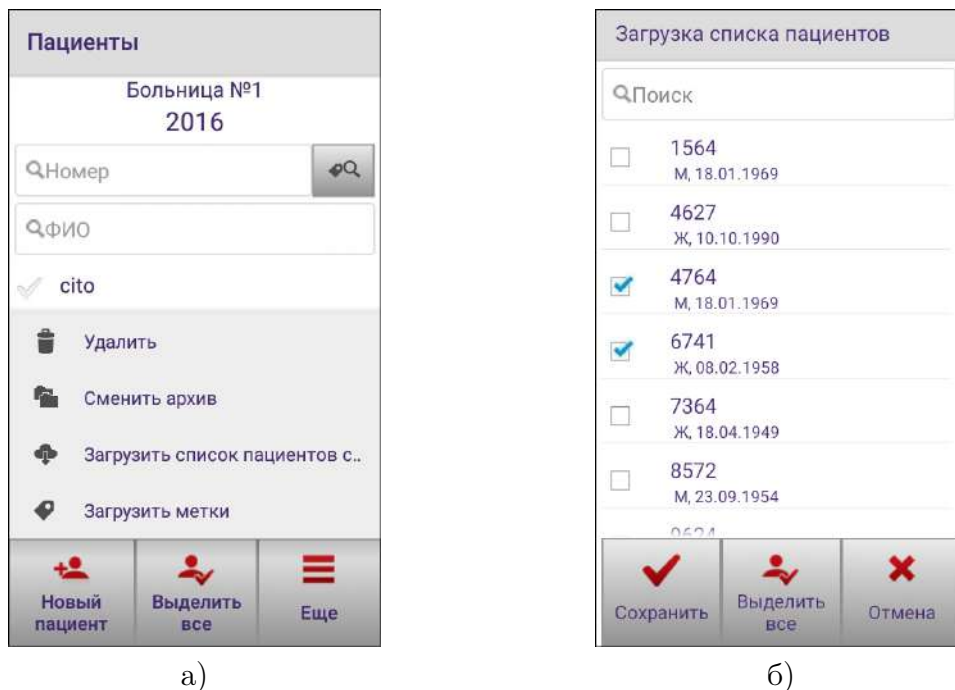 Пациенты
Больница №1
2016
Номер
ФИО
cito
Удалить
Сменить архив
Загрузить список пациентов с..
Загрузить метки
Новый пациент
Выделить все
Еще
а)
Загрузка списка пациентов
Поиск
1564
М, 18.01.1969
4627
Ж, 10.10.1990
4764
М, 18.01.1969
6741
Ж, 08.02.1958
7364
Ж, 18.04.1949
8572
М, 23.09.1954
9624
Сохранить
Выделить все
Отмена
б)